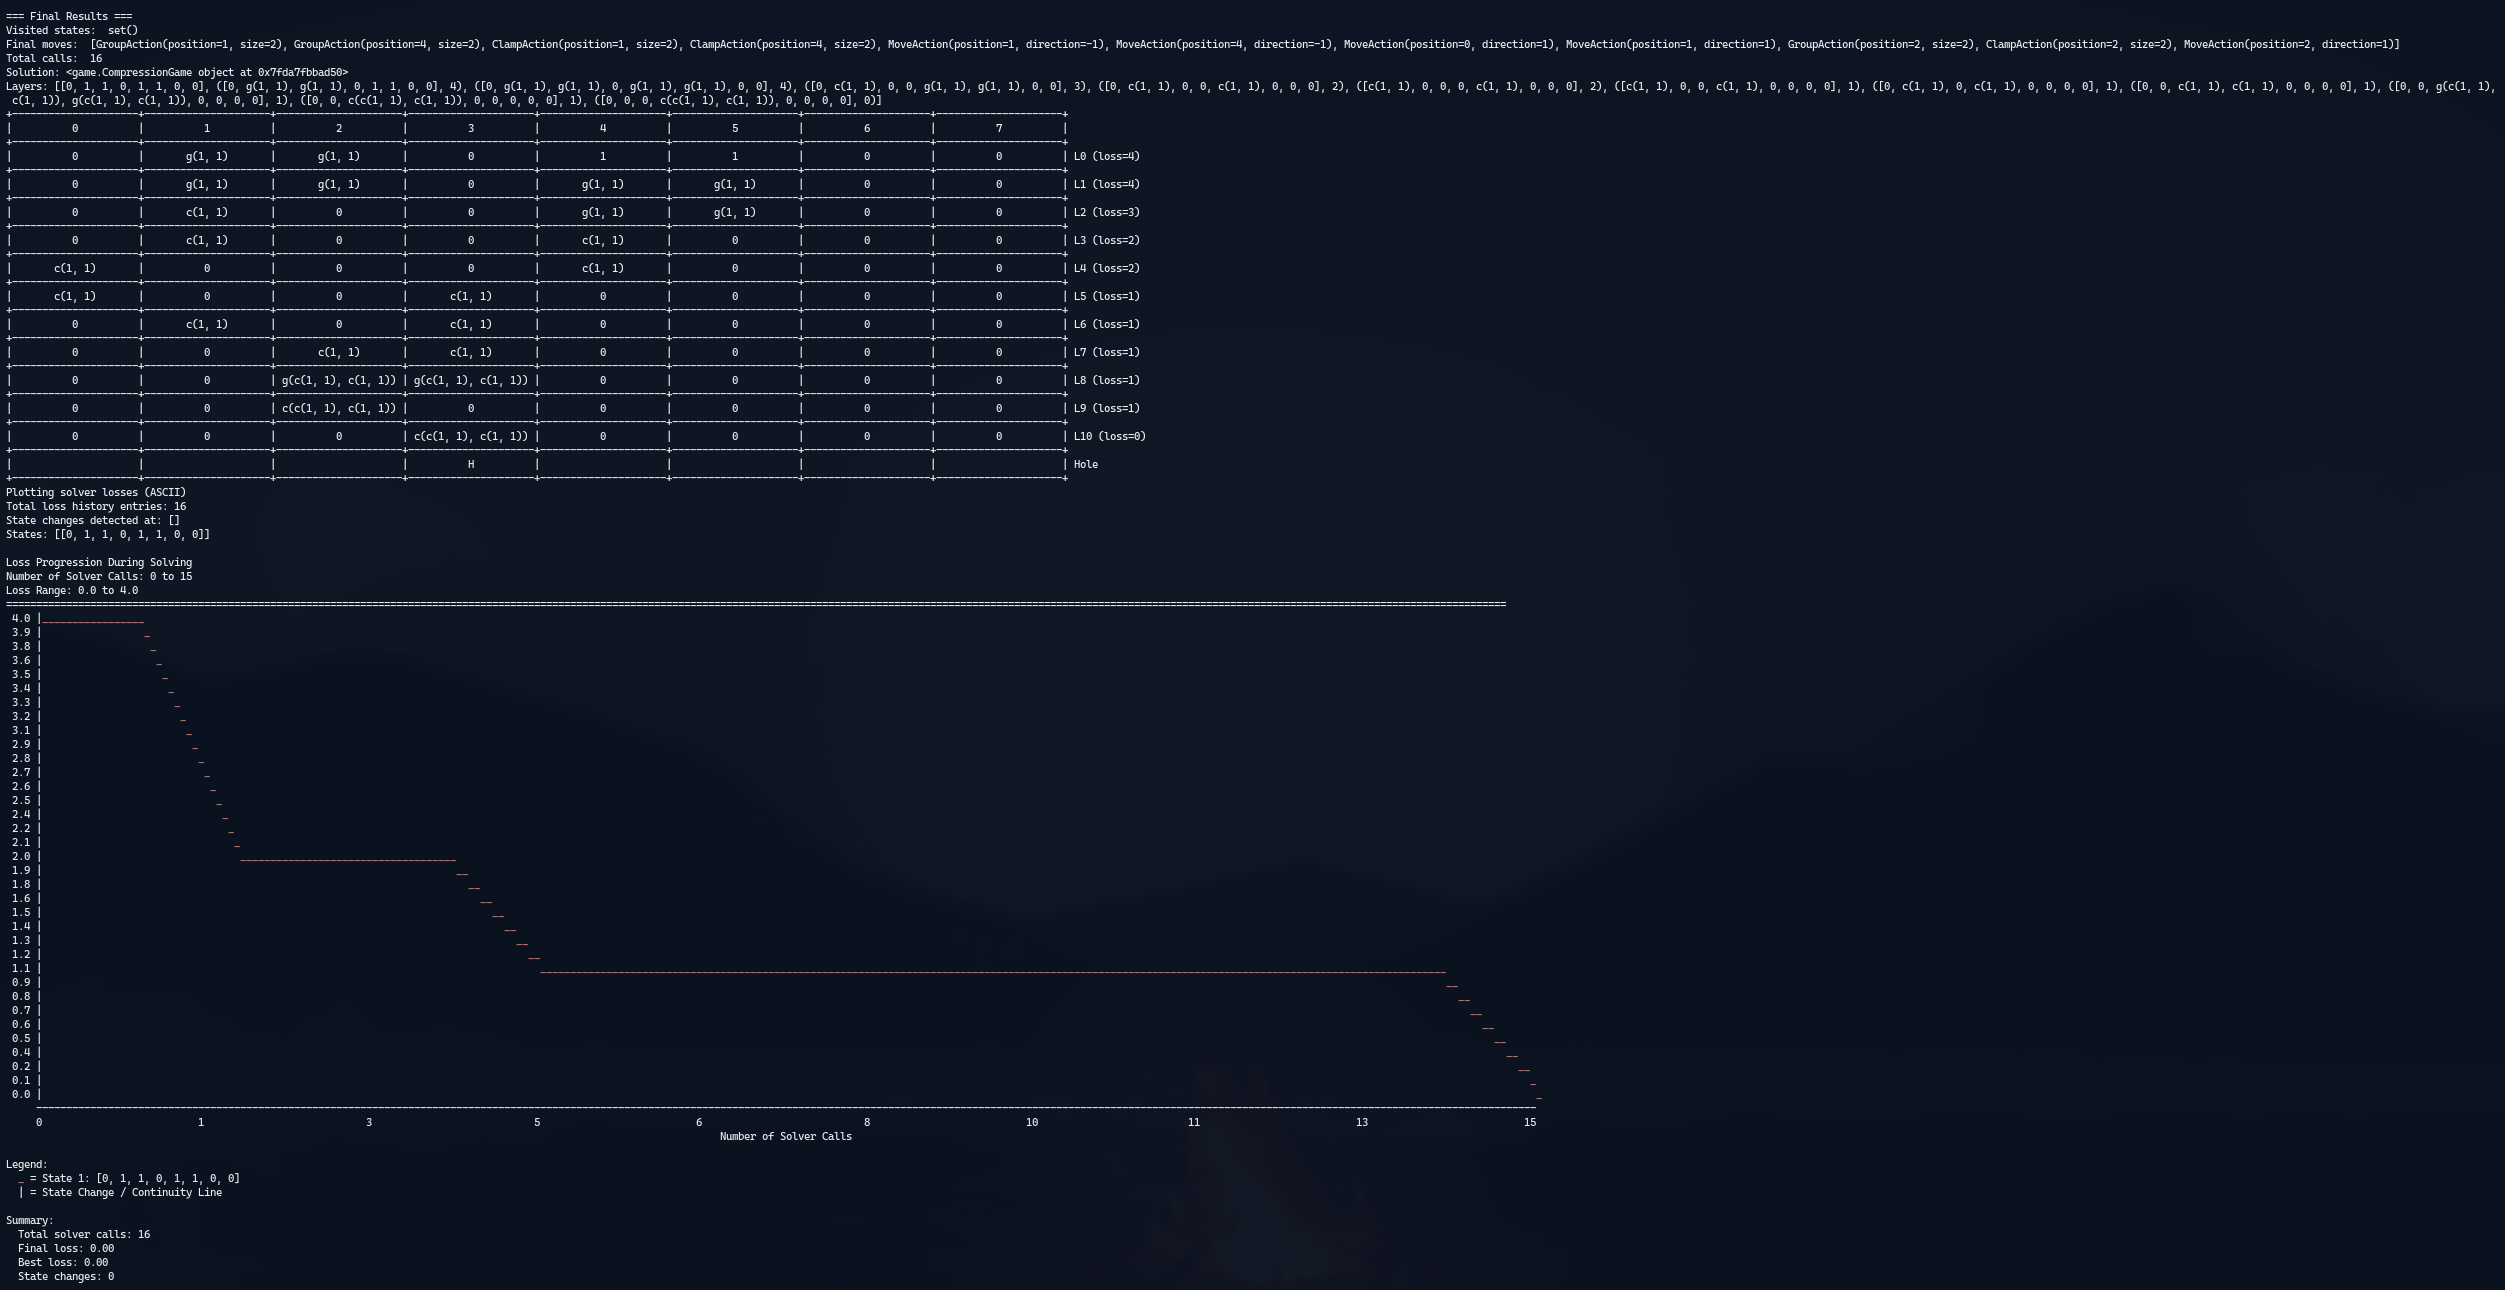 === Final Results ===
Visited states:  set()
Final moves:  [GroupAction(position=1, size=2), GroupAction(position=4, size=2), ClampAction(position=1, size=2), ClampAction(position=4, size=2), MoveAction(position=1, direction=-1), MoveAction(position=4, direction=-1), MoveAction(position=0, direction=1), MoveAction(position=1, direction=1), GroupAction(position=2, size=2), ClampAction(position=2, size=2), MoveAction(position=2, direction=1)]
Total calls:  16
Solution: <game.CompressionGame object at 0x7fda7fbbad50>
Layers: [[0, 1, 1, 0, 1, 1, 0, 0], ([0, g(1, 1), g(1, 1), 0, 1, 1, 0, 0], 4), ([0, g(1, 1), g(1, 1), 0, g(1, 1), g(1, 1), 0, 0], 4), ([0, c(1, 1), 0, 0, g(1, 1), g(1, 1), 0, 0], 3), ([0, c(1, 1), 0, 0, c(1, 1), 0, 0, 0], 2), ([c(1, 1), 0, 0, 0, c(1, 1), 0, 0, 0], 2), ([c(1, 1), 0, 0, c(1, 1), 0, 0, 0, 0], 1), ([0, c(1, 1), 0, c(1, 1), 0, 0, 0, 0], 1), ([0, 0, c(1, 1), c(1, 1), 0, 0, 0, 0], 1), ([0, 0, g(c(1, 1),
c(1, 1)), g(c(1, 1), c(1, 1)), 0, 0, 0, 0], 1), ([0, 0, c(c(1, 1), c(1, 1)), 0, 0, 0, 0, 0], 1), ([0, 0, 0, c(c(1, 1), c(1, 1)), 0, 0, 0, 0], 0)]
| 0 | 1 | 2 | 3 | 4 | 5 | 6 | 7 |
| 0 | g(1, 1) | g(1, 1) | 0 | 1 | 1 | 0 | 0 | L0 (loss=4)
| 0 | g(1, 1) | g(1, 1) | 0 | g(1, 1) | g(1, 1) | 0 | 0 | L1 (loss=4)
| 0 | c(1, 1) | 0 | 0 | g(1, 1) | g(1, 1) | 0 | 0 | L2 (loss=3)
| 0 | c(1, 1) | 0 | 0 | c(1, 1) | 0 | 0 | 0 | L3 (loss=2)
| c(1, 1) | 0 | 0 | 0 | c(1, 1) | 0 | 0 | 0 | L4 (loss=2)
| c(1, 1) | 0 | 0 | c(1, 1) | 0 | 0 | 0 | 0 | L5 (loss=1)
| 0 | c(1, 1) | 0 | c(1, 1) | 0 | 0 | 0 | 0 | L6 (loss=1)
| 0 | 0 | c(1, 1) | c(1, 1) | 0 | 0 | 0 | 0 | L7 (loss=1)
| 0 | 0 | g(c(1, 1), c(1, 1)) | g(c(1, 1), c(1, 1)) | 0 | 0 | 0 | 0 | L8 (loss=1)
| 0 | 0 | c(c(1, 1), c(1, 1)) | 0 | 0 | 0 | 0 | 0 | L9 (loss=1)
| 0 | 0 | 0 | c(c(1, 1), c(1, 1)) | 0 | 0 | 0 | 0 | L10 (loss=0)
| | | | H | | | | | Hole
Plotting solver losses (ASCII)
Total loss history entries: 16
State changes detected at: []
States: [[0, 1, 1, 0, 1, 1, 0, 0]]
Loss Progression During Solving
Number of Solver Calls: 0 to 15
Loss Range: 0.0 to 4.0
4.0 |
3.9 |
3.8 |
3.6 |
3.5 |
3.4 |
3.3 |
3.2 |
3.1 |
2.9 |
2.8 |
2.7 |
2.6 |
2.5 |
2.4 |
2.2 |
2.1 |
2.0 |
1.9 |
1.8 |
1.6 |
1.5 |
1.4 |
1.3 |
1.2 |
1.1 |
0.9 |
0.8 |
0.7 |
0.6 |
0.5 |
0.4 |
0.2 |
0.1 |
0.0 |
0 1 3 5 6 8 10 11 13 15
Number of Solver Calls
Legend:
_ = State 1: [0, 1, 1, 0, 1, 1, 0, 0]
| = State Change / Continuity Line
Summary:
Total solver calls: 16
Final loss: 0.00
Best loss: 0.00
State changes: 0